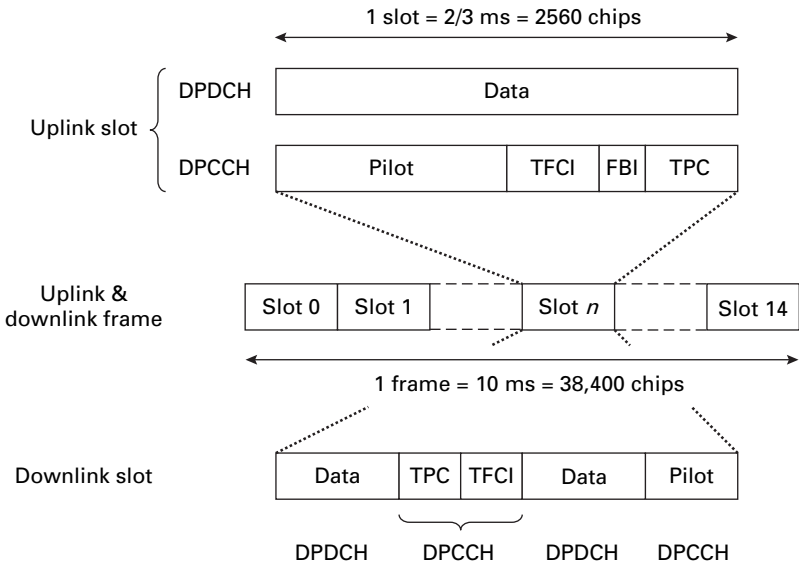 1 slot = 2/3 ms = 2560 chips
DPDCH
Data
Uplink slot
DPCCH
Pilot TFCI FBI TPC
Uplink &
downlink frame
Slot 0 Slot 1 Slot n Slot 14
1 frame = 10 ms = 38,400 chips
Downlink slot
Data TPC TFCI Data Pilot
DPDCH DPCCH DPDCH DPCCH